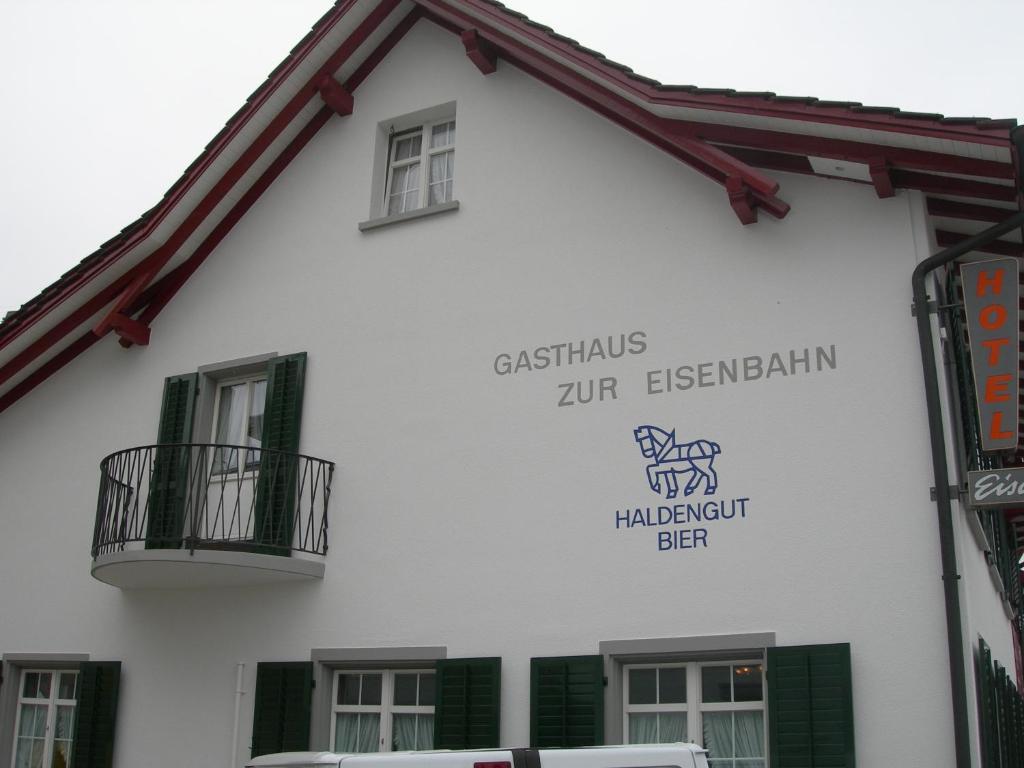 GASTHAUS
ZUR EISENBAHN
HALDENGUT
BIER
HOTEL